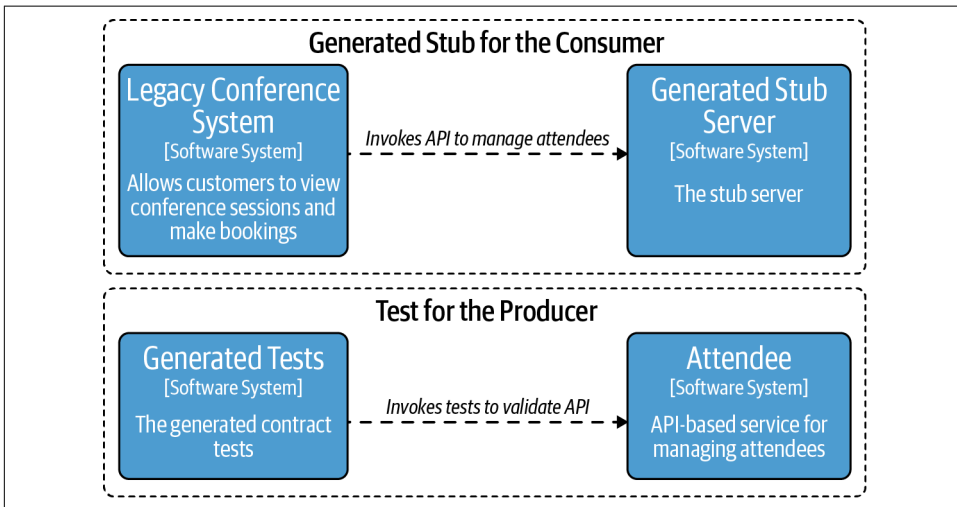 Generated Stub for the Consumer
Legacy Conference
System
[Software System]
Allows customers to view
conference sessions and
make bookings
Invokes API to manage attendees
Generated Stub
Server
[Software System]
The stub server
Test for the Producer
Generated Tests
[Software System]
The generated contract
tests
Invokes tests to validate API
Attendee
[Software System]
API-based service for
managing attendees